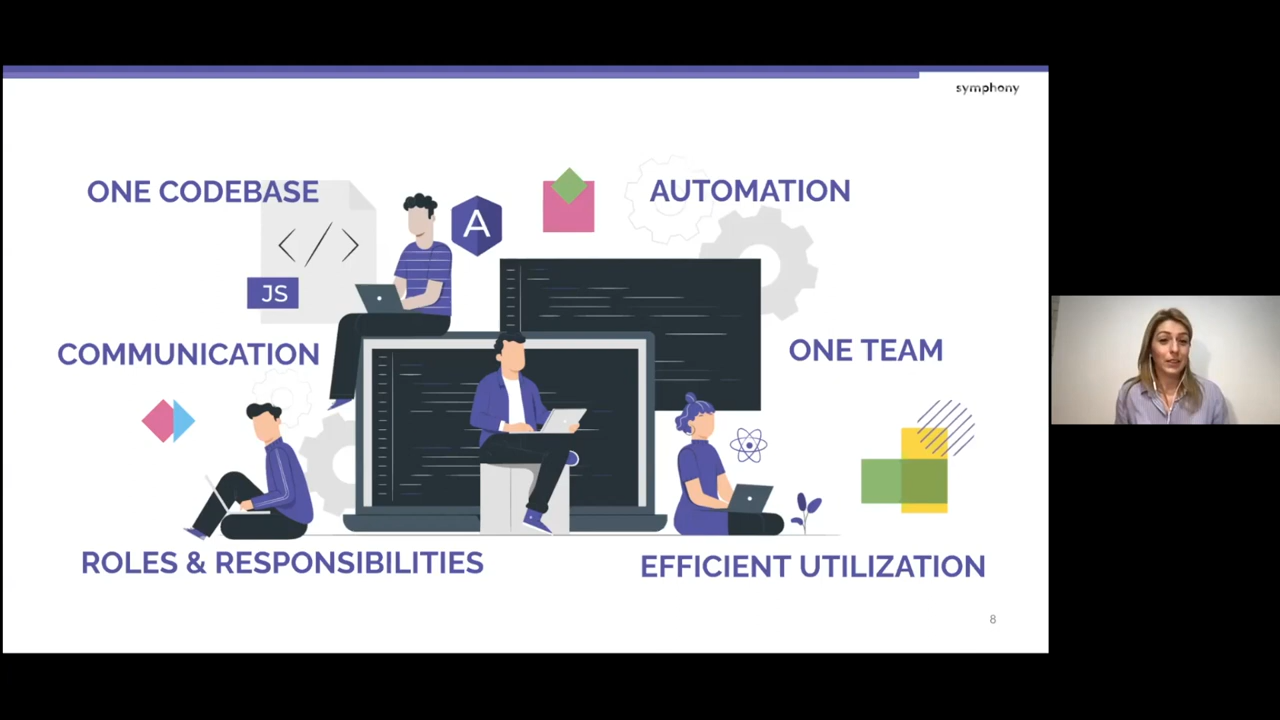 symphony
ONE CODEBASE
AUTOMATION
A
JS
COMMUNICATION
ONE TEAM
ROLES & RESPONSIBILITIES
EFFICIENT UTILIZATION
8